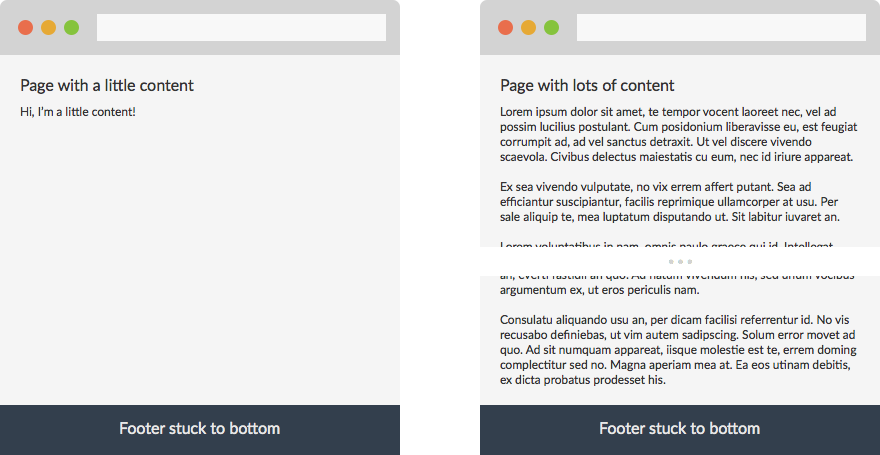 Page with a little content
Hi, I'm a little content!
Footer stuck to bottom
Page with lots of content
Lorem ipsum dolor sit amet, te tempor vocent laoreet nec, vel ad
possim lucilius postulant. Cum posidonium liberavisse eu, est feugiat
corrumpit ad, ad vel sanctus detraxit. Ut vel discere vivendo
scaevola. Civibus delectus maiestatis cu eum, nec id iriure appareat.
Ex sea vivendo vulputate, no vix errem affert putant. Sea ad
efficiantur suscipiantur, facilis reprimique ullamcorper at usu. Per
sale aliquip te, mea luptatum disputando ut. Sit labitur iuvaret an.
Lorem voluptatibus in nam, omnis paulo graece qui id. Intellegat
an, everti fastidii an quo. Ad natum vivendum his, sed unum vocibus
argumentum ex, ut eros periculis nam.
Consulatu aliquando usu an, per dicam facilisi referrentur id. No vis
recusabo definiebas, ut vim autem sadipscing. Solum error movet ad
quo. Ad sit numquam appareat, iisque molestie est te, errem doming
complectitur sed no. Magna aperiam mea at. Ea eos utinam debitis,
ex dicta probatus prodesset his.
Footer stuck to bottom